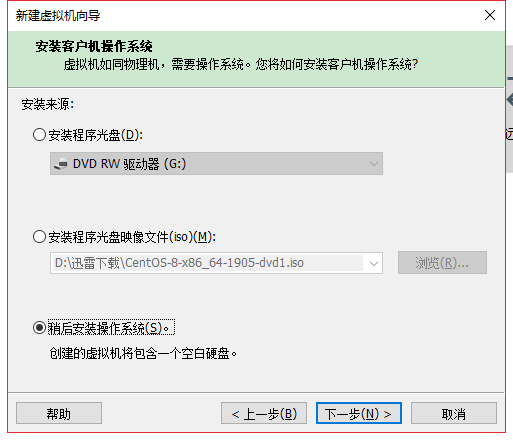 新建虚拟机向导
安装客户机操作系统
虚拟机如同物理机，需要操作系统。您将如何安装客户机操作系统?
安装来源:
安装程序光盘(D):
DVD RW 驱动器 (G:)
安装程序光盘映像文件(iso)(M):
D:\迅雷下载\CentOS-8-x86_64-1905-dvd1.iso
浏览(R)...
稍后安装操作系统(S)。
创建的虚拟机将包含一个空白硬盘。
帮助
< 上一步(B)
下一步(N) >
取消